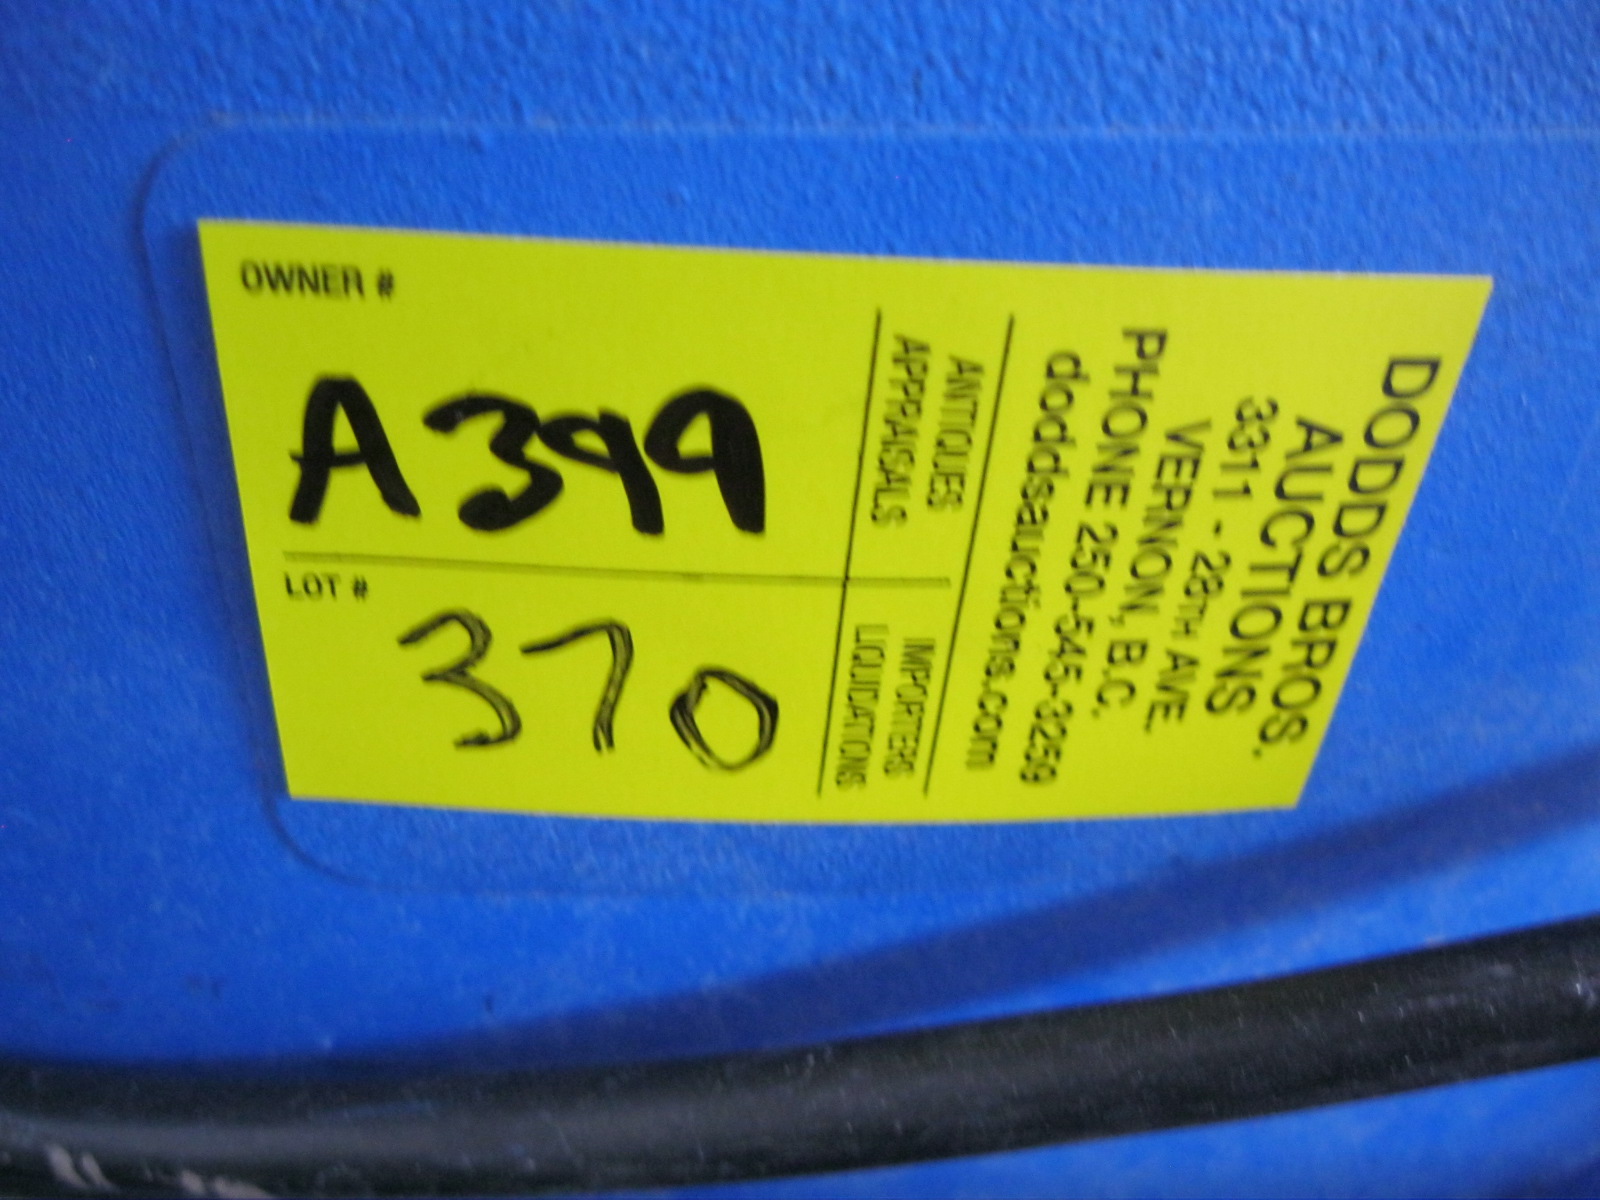 OWNER #
A399
LOT #
370
DODDS BROS.
AUCTIONS
3311 - 28TH AVE.
VERNON, B.C.
PHONE 250-545-3259
doddsauctions.com
ANTIQUES IMPORTERS
APPRAISALS LIQUIDATIONS